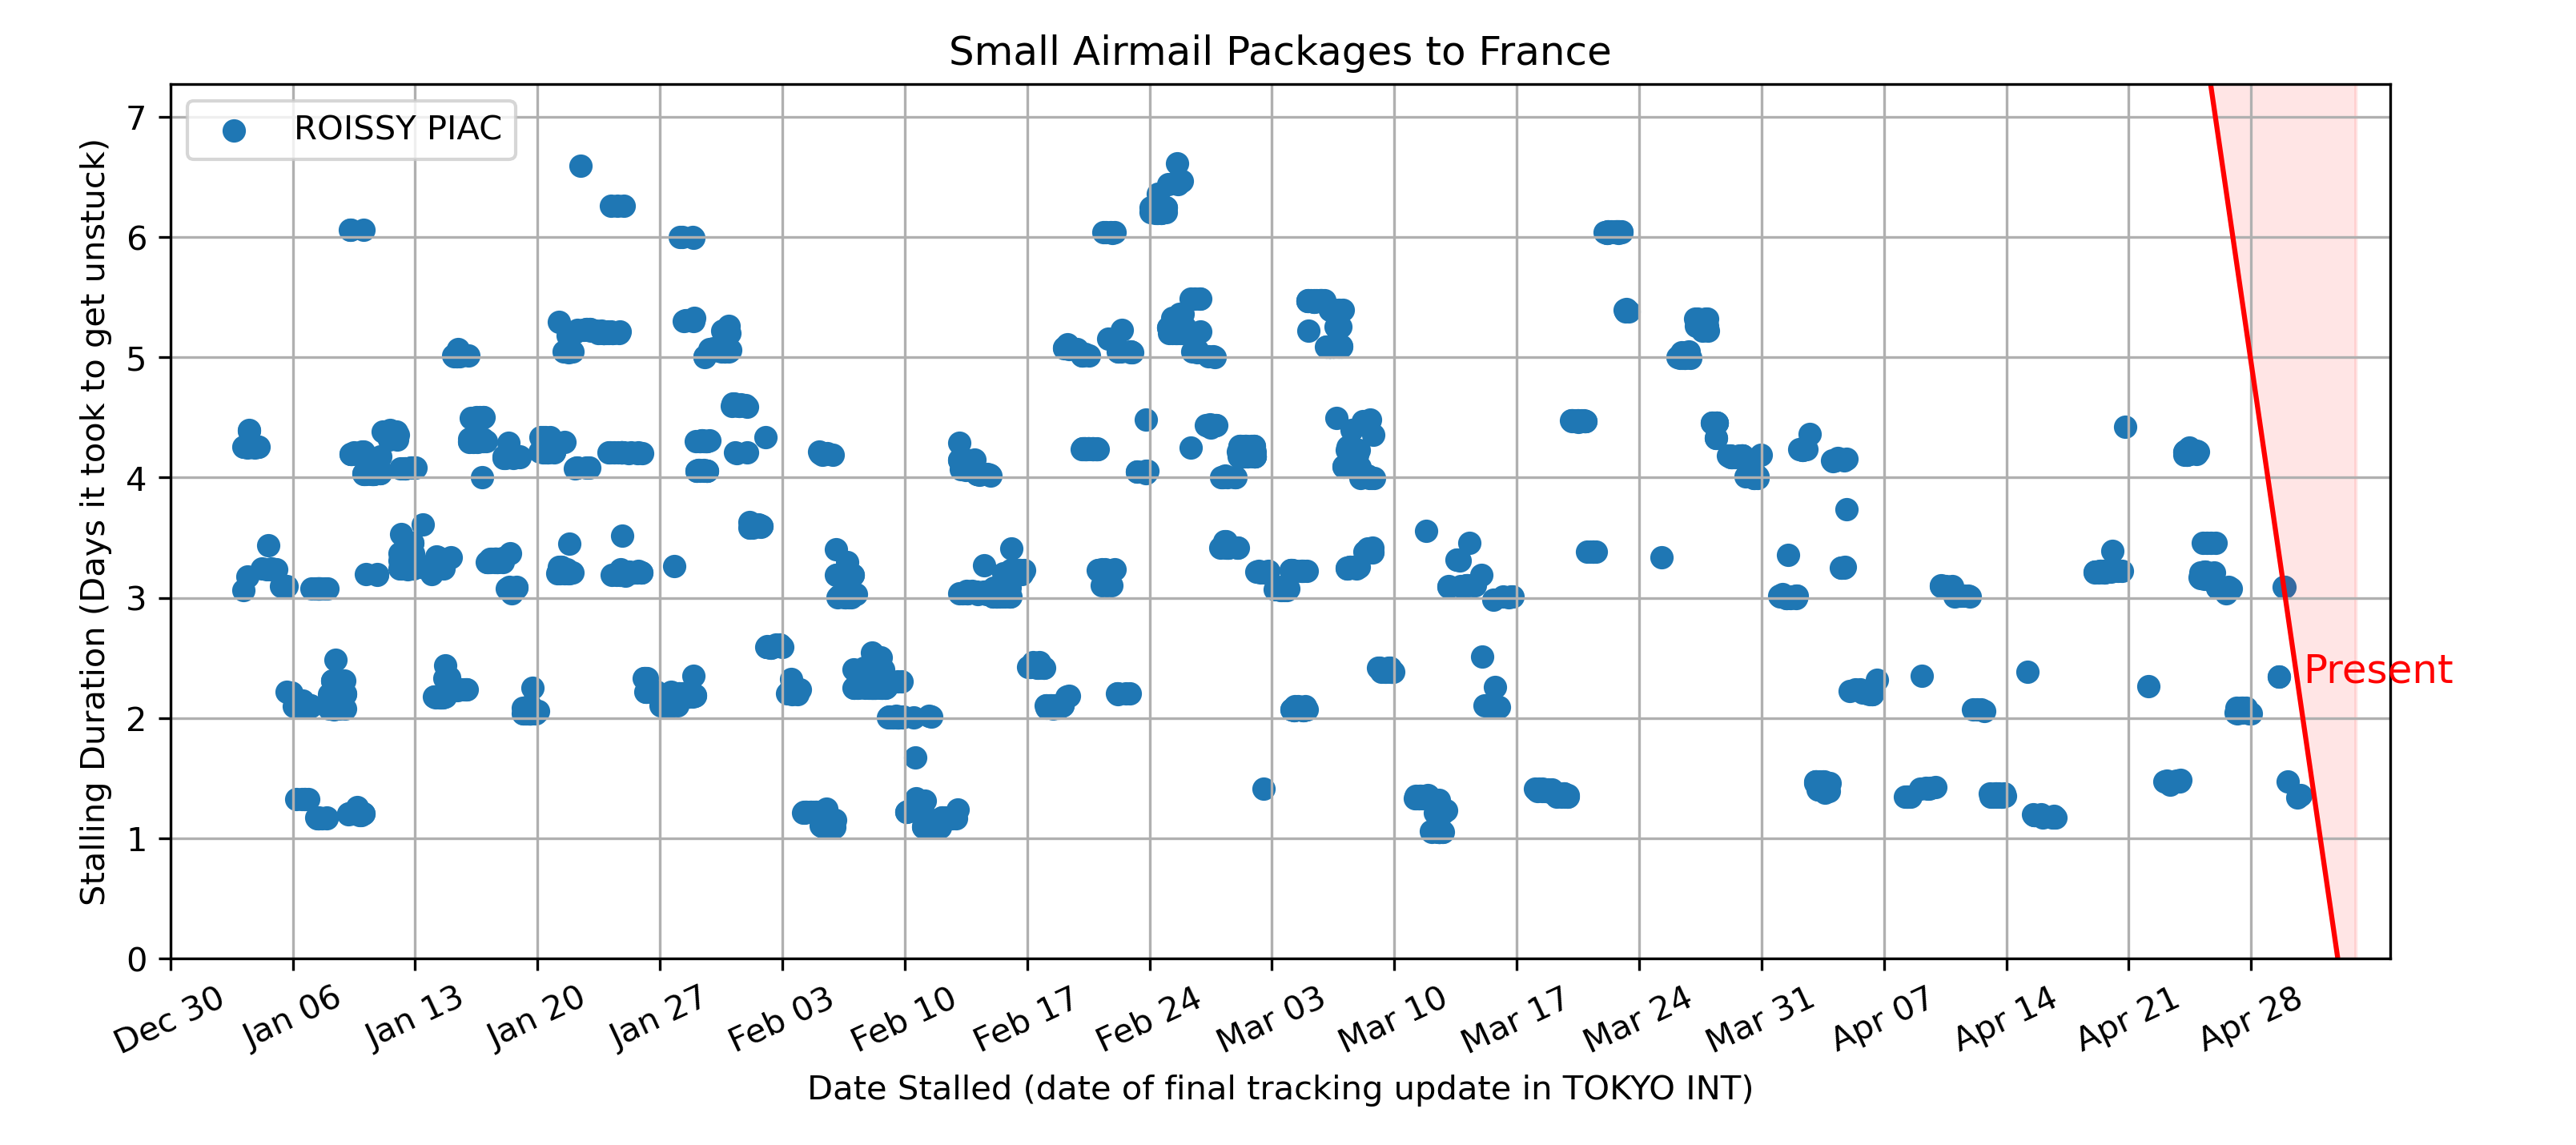 Small Airmail Packages to France
ROISSY PIAC
Stalling Duration (Days it took to get unstuck)
7
6
5
4
3
2
1
0
Present
Dec 30
Jan 06
Jan 13
Jan 20
Jan 27
Feb 03
Feb 10
Feb 17
Feb 24
Mar 03
Mar 10
Mar 17
Mar 24
Mar 31
Apr 07
Apr 14
Apr 21
Apr 28
Date Stalled (date of final tracking update in TOKYO INT)